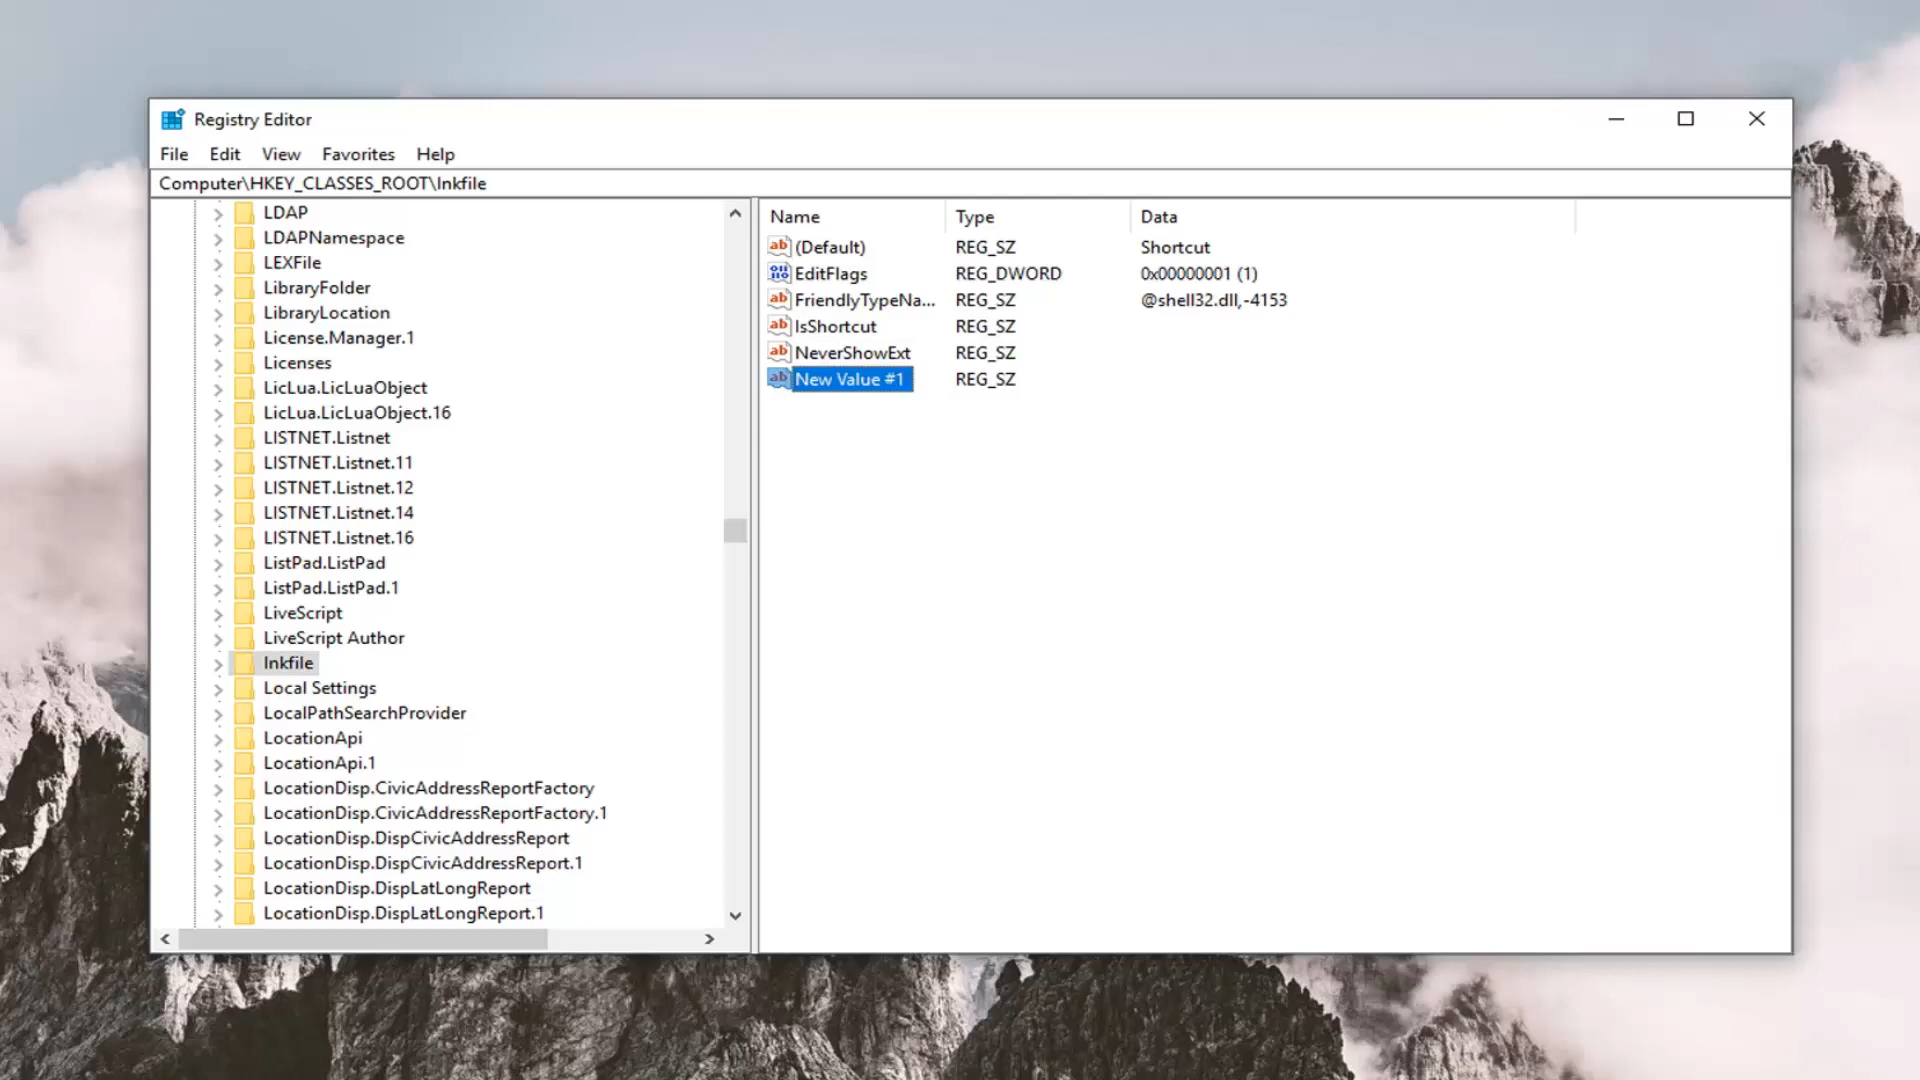 Registry Editor
File Edit View Favorites Help
Computer\HKEY_CLASSES_ROOT\lnkfile
LDAP
LDAPNamespace
LEXFile
LibraryFolder
LibraryLocation
License.Manager.1
Licenses
LicLua.LicLuaObject
LicLua.LicLuaObject.16
LISTNET.Listnet
LISTNET.Listnet.11
LISTNET.Listnet.12
LISTNET.Listnet.14
LISTNET.Listnet.16
ListPad.ListPad
ListPad.ListPad.1
LiveScript
LiveScript Author
lnkfile
Local Settings
LocalPathSearchProvider
LocationApi
LocationApi.1
LocationDisp.CivicAddressReportFactory
LocationDisp.CivicAddressReportFactory.1
LocationDisp.DispCivicAddressReport
LocationDisp.DispCivicAddressReport.1
LocationDisp.DispLatLongReport
LocationDisp.DispLatLongReport.1
Name Type Data
(Default) REG_SZ Shortcut
EditFlags REG_DWORD 0x00000001 (1)
FriendlyTypeNa... REG_SZ @shell32.dll,-4153
IsShortcut REG_SZ
NeverShowExt REG_SZ
New Value #1 REG_SZ